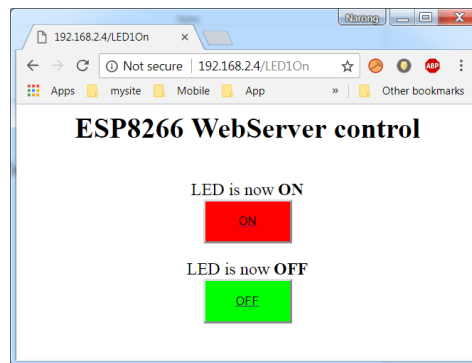 Narong
192.168.2.4/LED1On
Not secure | 192.168.2.4/LED1On
ABP
Apps mysite Mobile App » Other bookmarks
ESP8266 WebServer control
LED is now ON
ON
LED is now OFF
OFF